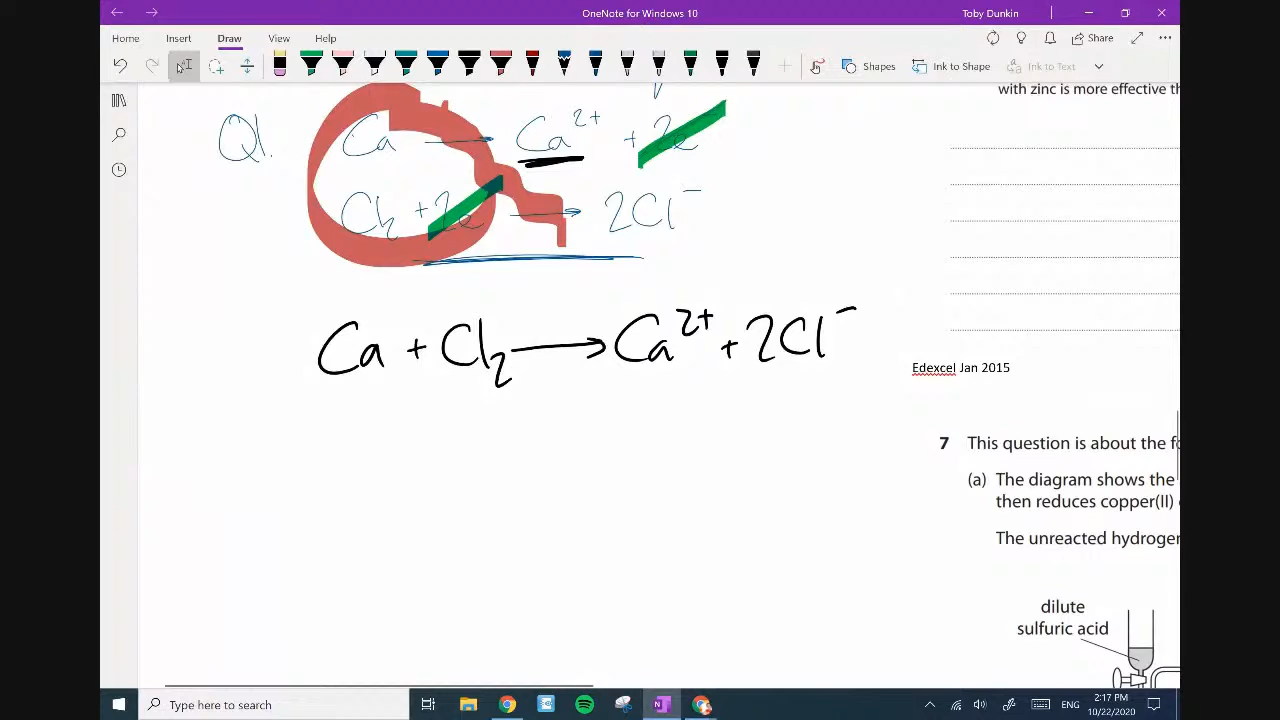 OneNote for Windows 10
Toby Dunkin
Home Insert Draw View Help
Share
Shapes
Ink to Shape
Ink to Text
with zinc is more effective th
Q1. Ca → Ca²⁺ + 2e
Cl₂ + 2e → 2Cl⁻
Ca + Cl₂ → Ca²⁺ + 2Cl⁻
Edexcel Jan 2015
7 This question is about the f
(a) The diagram shows the
then reduces copper(II)
The unreacted hydrogen
dilute
sulfuric acid
Type here to search
ENG
2:17 PM
10/22/2020